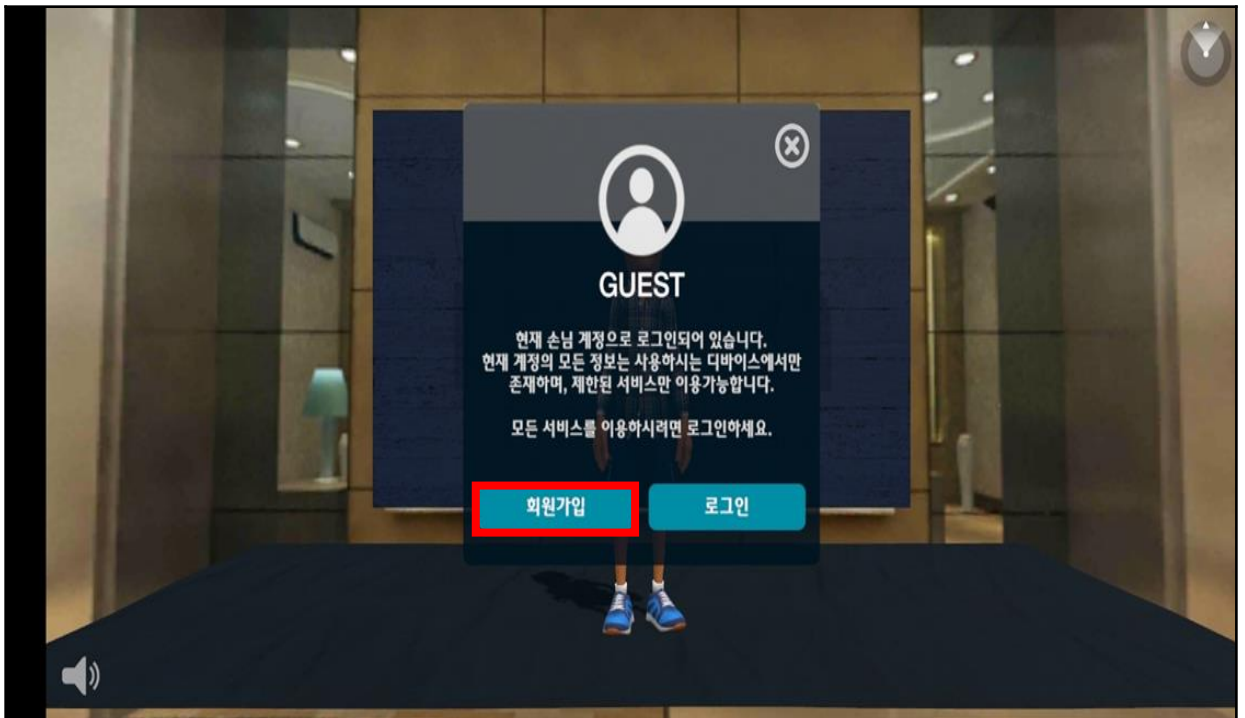 GUEST
현재 손님 계정으로 로그인되어 있습니다.
현재 계정의 모든 정보는 사용하시는 디바이스에서만
존재하며, 제한된 서비스만 이용가능합니다.
모든 서비스를 이용하시려면 로그인하세요.
회원가입
로그인